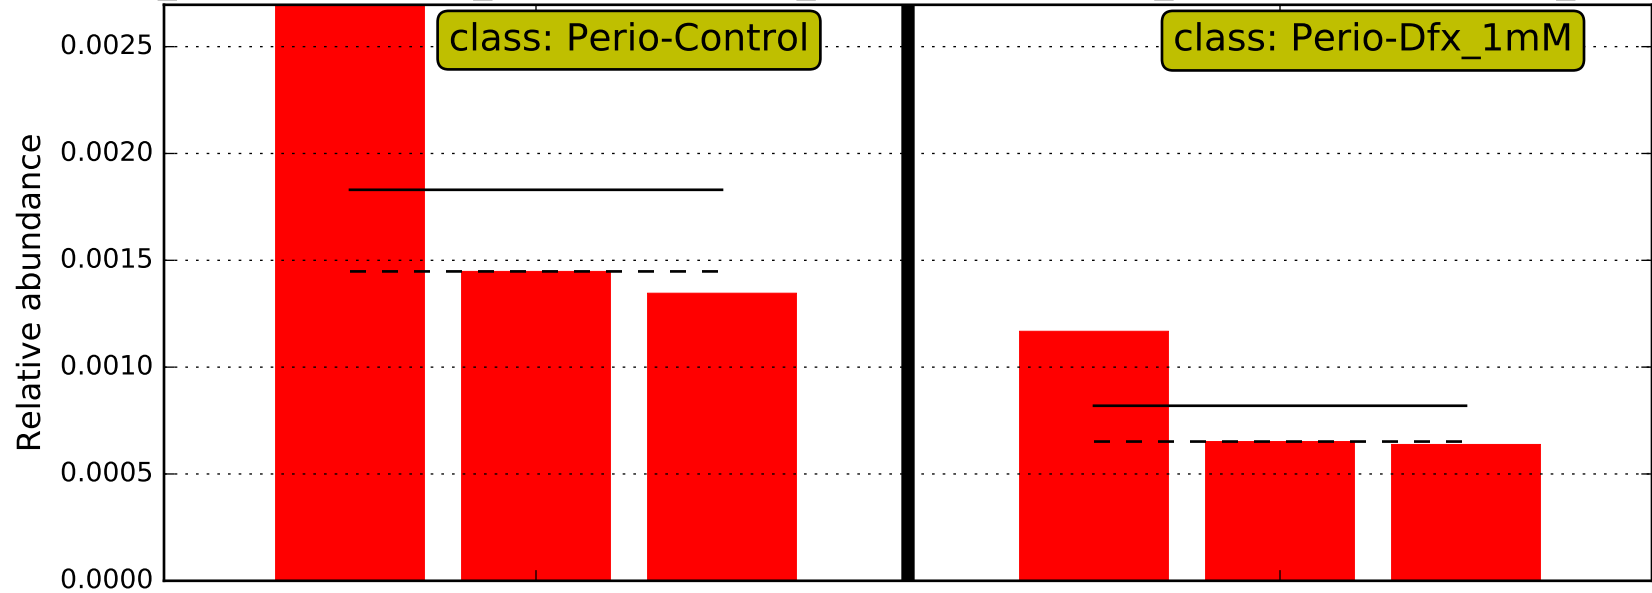 class: Perio-Control
class: Perio-Dfx_1mM
Relative abundance
0.0025
0.0020
0.0015
0.0010
0.0005
0.0000